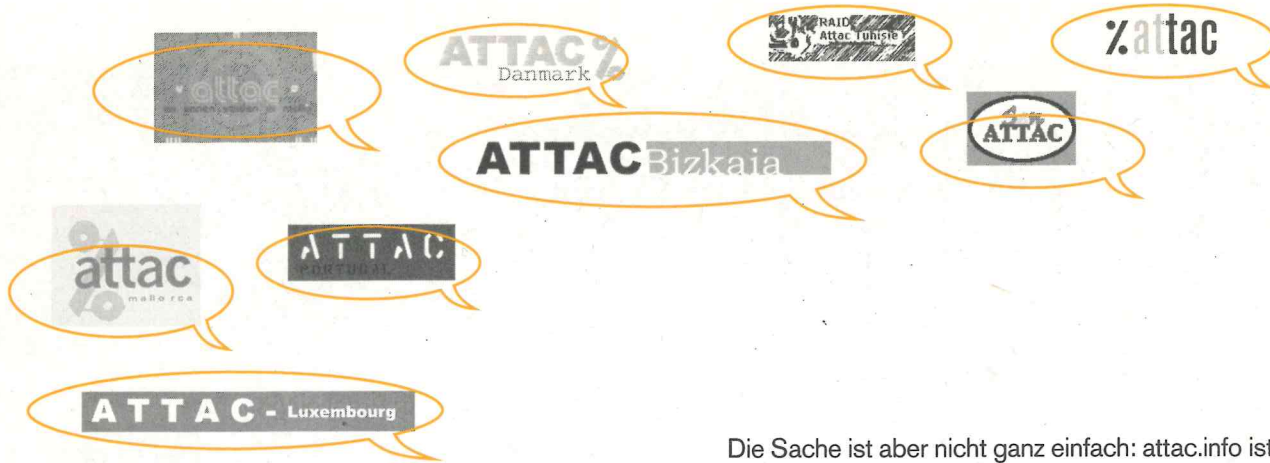 attac
ATTAC %
Danmark
RAID
Attac Tunisie
% attac
ATTAC
ATTAC Bizkaia
attac
mallorca
ATTAC
PORTUGAL
ATTAC - Luxembourg
Die Sache ist aber nicht ganz einfach: attac.info ist